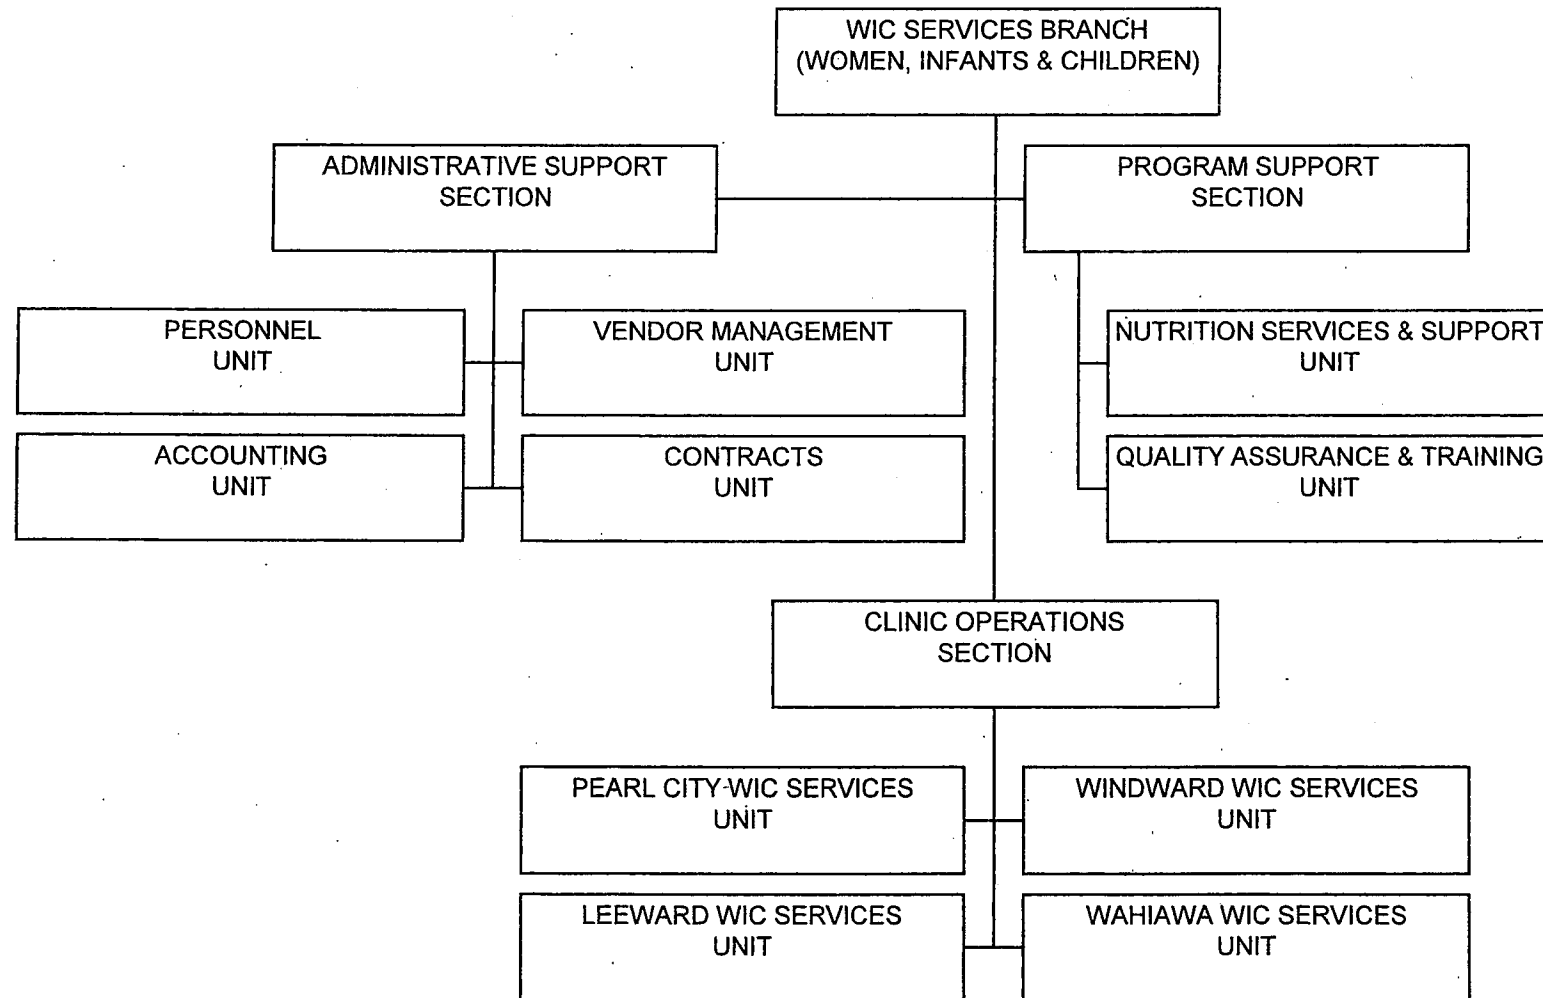 WIC SERVICES BRANCH
(WOMEN, INFANTS & CHILDREN)
ADMINISTRATIVE SUPPORT
SECTION
PROGRAM SUPPORT
SECTION
PERSONNEL
UNIT
VENDOR MANAGEMENT
UNIT
NUTRITION SERVICES & SUPPORT
UNIT
ACCOUNTING
UNIT
CONTRACTS
UNIT
QUALITY ASSURANCE & TRAINING
UNIT
CLINIC OPERATIONS
SECTION
PEARL CITY WIC SERVICES
UNIT
WINDWARD WIC SERVICES
UNIT
LEEWARD WIC SERVICES
UNIT
WAHIAWA WIC SERVICES
UNIT